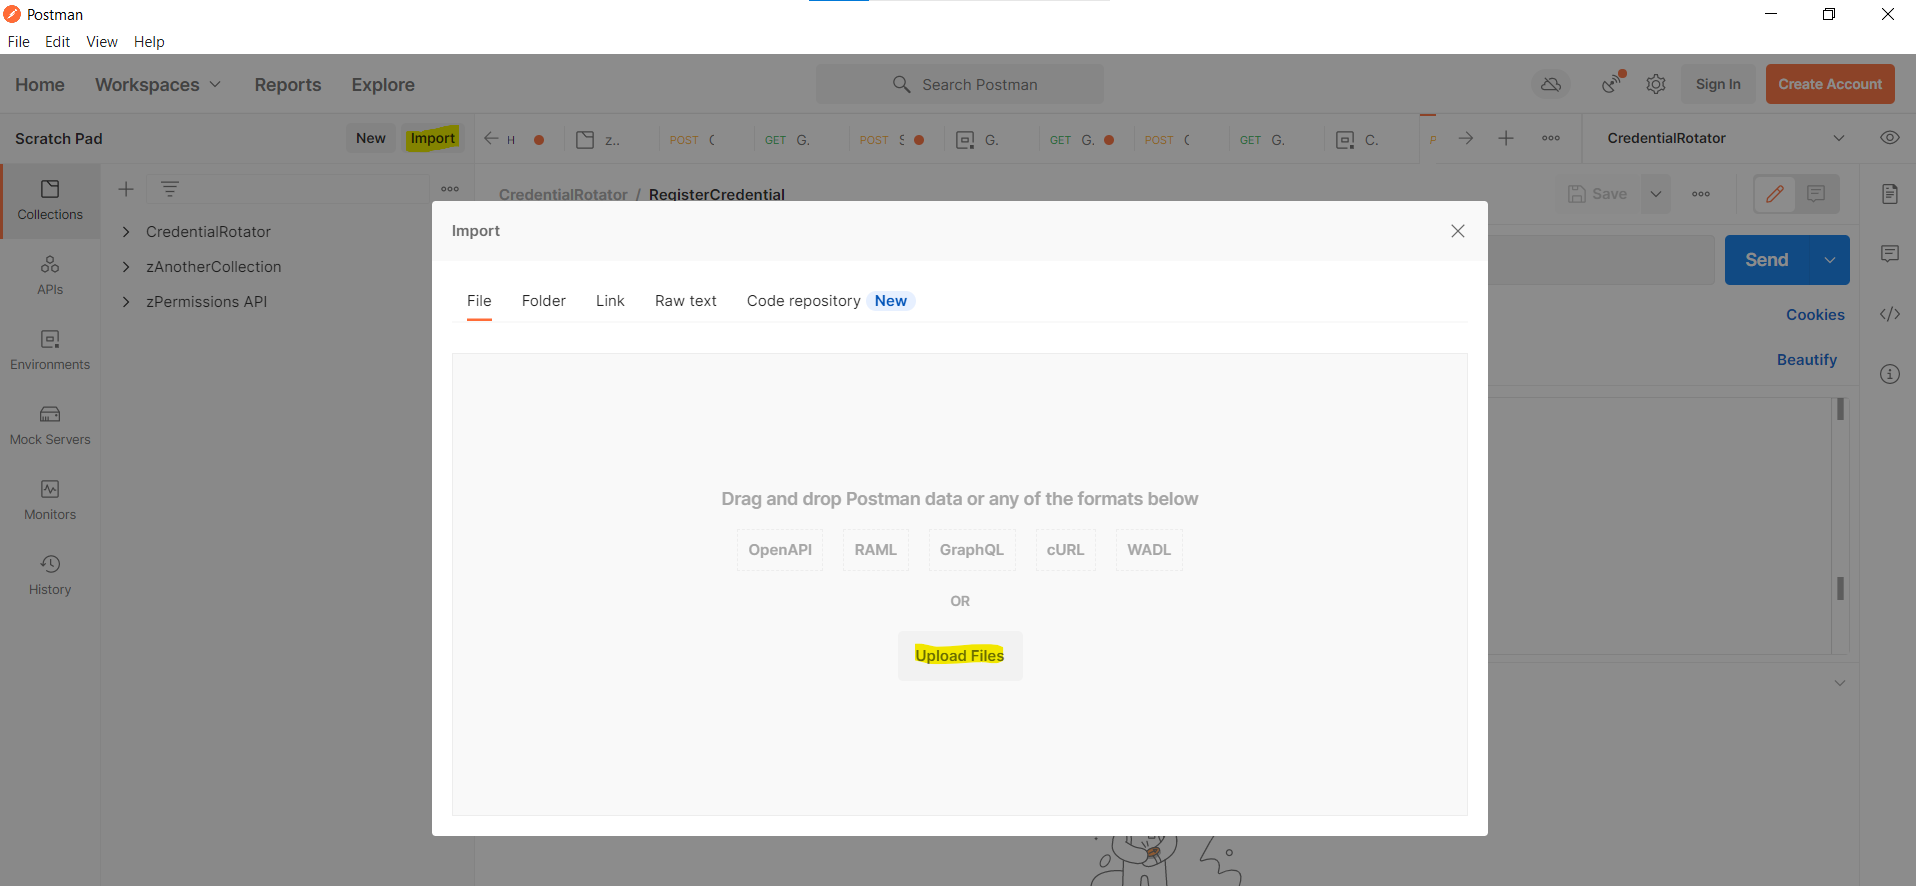 Postman
File Edit View Help
Home Workspaces Reports Explore Search Postman Sign In Create Account
Scratch Pad New Import H z.. POST GET G. POST G. GET G. POST GET G. C. CredentialRotator
CredentialRotator / RegisterCredential Save
Collections
CredentialRotator
zAnotherCollection
zPermissions API
APIs
Environments
Mock Servers
Monitors
History
Send
Cookies
Beautify
Import
File Folder Link Raw text Code repository New
Drag and drop Postman data or any of the formats below
OpenAPI RAML GraphQL cURL WADL
OR
Upload Files